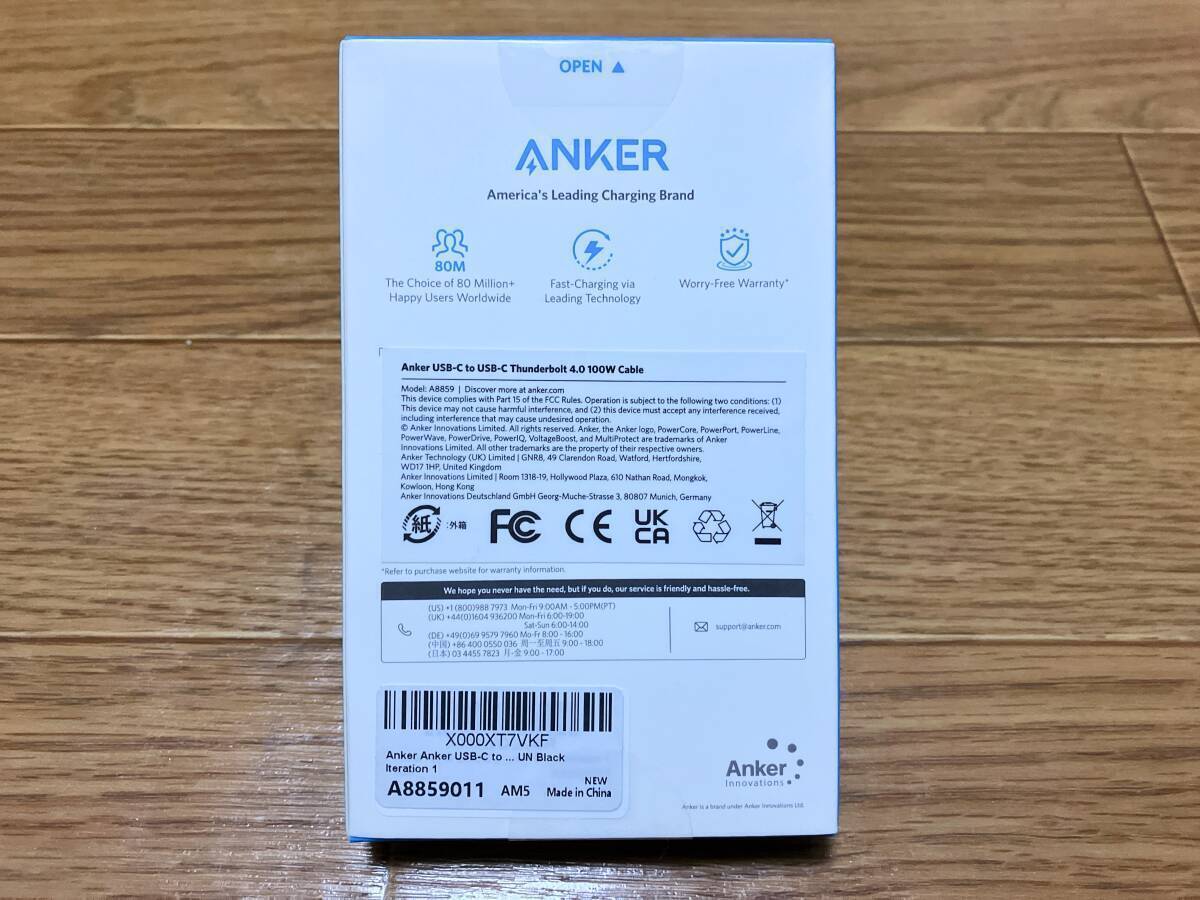 OPEN ▲
ANKER
America's Leading Charging Brand
80M
The Choice of 80 Million+
Happy Users Worldwide
Fast-Charging via
Leading Technology
Worry-Free Warranty*
Anker USB-C to USB-C Thunderbolt 4.0 100W Cable
Model: A8859 | Discover more at anker.com
This device complies with Part 15 of the FCC Rules. Operation is subject to the following two conditions: (1)
This device may not cause harmful interference, and (2) this device must accept any interference received,
including interference that may cause undesired operation.
© Anker Innovations Limited. All rights reserved. Anker, the Anker logo, PowerCore, PowerPort, PowerLine,
PowerWave, PowerDrive, PowerIQ, VoltageBoost, and MultiProtect are trademarks of Anker
Innovations Limited. All other trademarks are the property of their respective owners.
Anker Technology (UK) Limited | GNR8, 49 Clarendon Road, Watford, Hertfordshire,
WD17 1HP, United Kingdom
Anker Innovations Limited | Room 1318-19, Hollywood Plaza, 610 Nathan Road, Mongkok,
Kowloon, Hong Kong
Anker Innovations Deutschland GmbH Georg-Muche-Strasse 3, 80807 Munich, Germany
紙 :外箱
FC
CE
UK
CA
*Refer to purchase website for warranty information.
We hope you never have the need, but if you do, our service is friendly and hassle-free.
(US) +1 (800)988 7973 Mon-Fri 9:00AM - 5:00PM(PT)
(UK) +44(0)1604 936200 Mon-Fri 6:00-19:00
Sat-Sun 6:00-14:00
(DE) +49(0)69 9579 7960 Mo-Fr 8:00 - 16:00
(中国) +86 400 0550 036 周一至周五 9:00 - 18:00
(日本) 03 4455 7823 月-金 9:00 - 17:00
support@anker.com
X000XT7VKF
Anker Anker USB-C to ... UN Black
Iteration 1
NEW
A8859011 AM5 Made in China
Anker
Innovations
Anker is a brand under Anker Innovations Ltd.